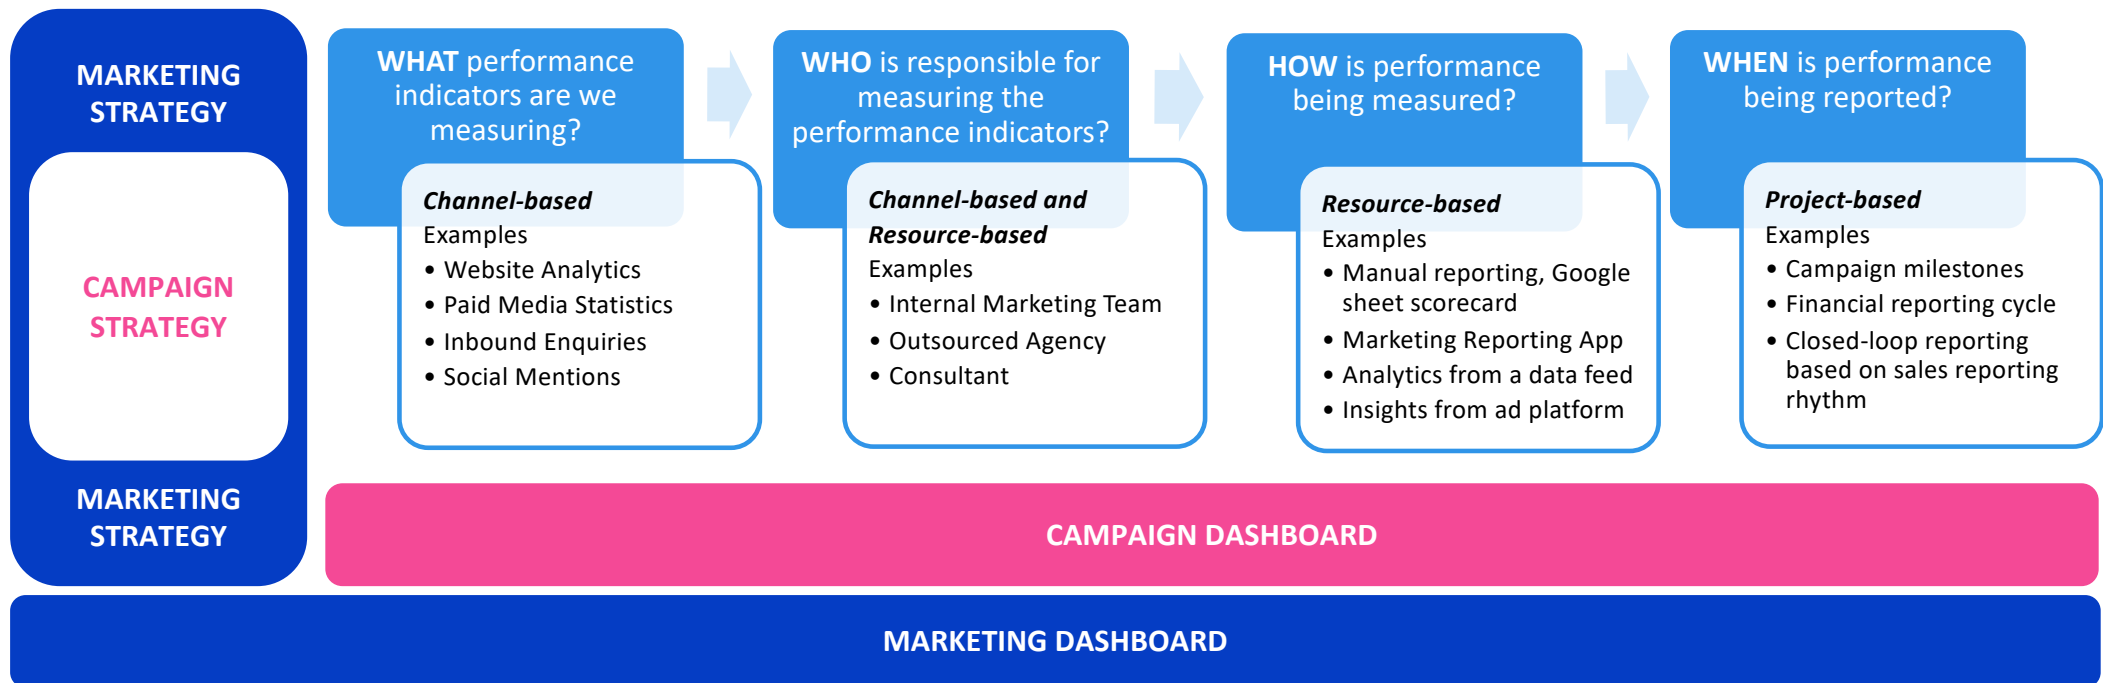 MARKETING
STRATEGY
CAMPAIGN
STRATEGY
MARKETING
STRATEGY
WHAT performance
indicators are we
measuring?
Channel-based
Examples
• Website Analytics
• Paid Media Statistics
• Inbound Enquiries
• Social Mentions
WHO is responsible for
measuring the
performance indicators?
Channel-based and
Resource-based
Examples
• Internal Marketing Team
• Outsourced Agency
• Consultant
HOW is performance
being measured?
Resource-based
Examples
• Manual reporting, Google
sheet scorecard
• Marketing Reporting App
• Analytics from a data feed
• Insights from ad platform
WHEN is performance
being reported?
Project-based
Examples
• Campaign milestones
• Financial reporting cycle
• Closed-loop reporting
based on sales reporting
rhythm
CAMPAIGN DASHBOARD
MARKETING DASHBOARD